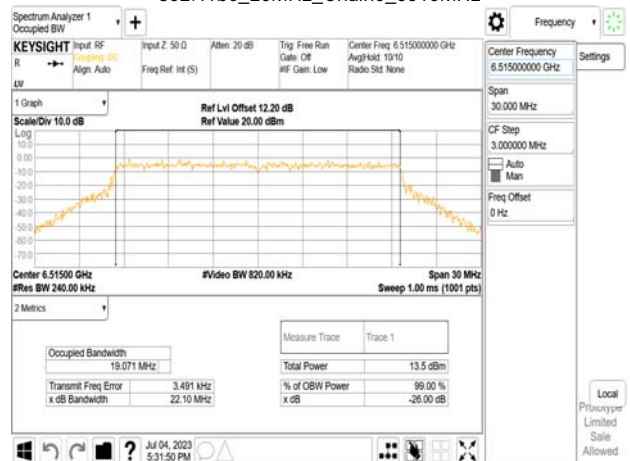 Spectrum Analyzer 1
Occupied BW
KEYSIGHT
R
Input: RF
Coupling: DC
Align: Auto
Input Z: 50 Ω
Freq Ref: Int (S)
Atten: 20 dB
Trig: Free Run
Gate: Off
#IF Gain: Low
Center Freq: 6.515000000 GHz
Avg|Hold: 10/10
Radio Std: None
1 Graph
Scale/Div 10.0 dB
Ref Lvl Offset 12.20 dB
Ref Value 20.00 dBm
Log
10.0
0.00
-10.0
-20.0
-30.0
-40.0
-50.0
-60.0
-70.0
Center 6.51500 GHz
#Res BW 240.00 kHz
#Video BW 820.00 kHz
Span 30 MHz
Sweep 1.00 ms (1001 pts)
2 Metrics
Measure Trace
Trace 1
Occupied Bandwidth
19.071 MHz
Total Power
13.5 dBm
Transmit Freq Error
3.491 kHz
% of OBW Power
99.00 %
x dB Bandwidth
22.10 MHz
x dB
-26.00 dB
Jul 04, 2023
5:31:50 PM
Frequency
Center Frequency
6.515000000 GHz
Settings
Span
30.000 MHz
CF Step
3.000000 MHz
Auto
Man
Freq Offset
0 Hz
Local
Prototype
Limited
Sale
Allowed